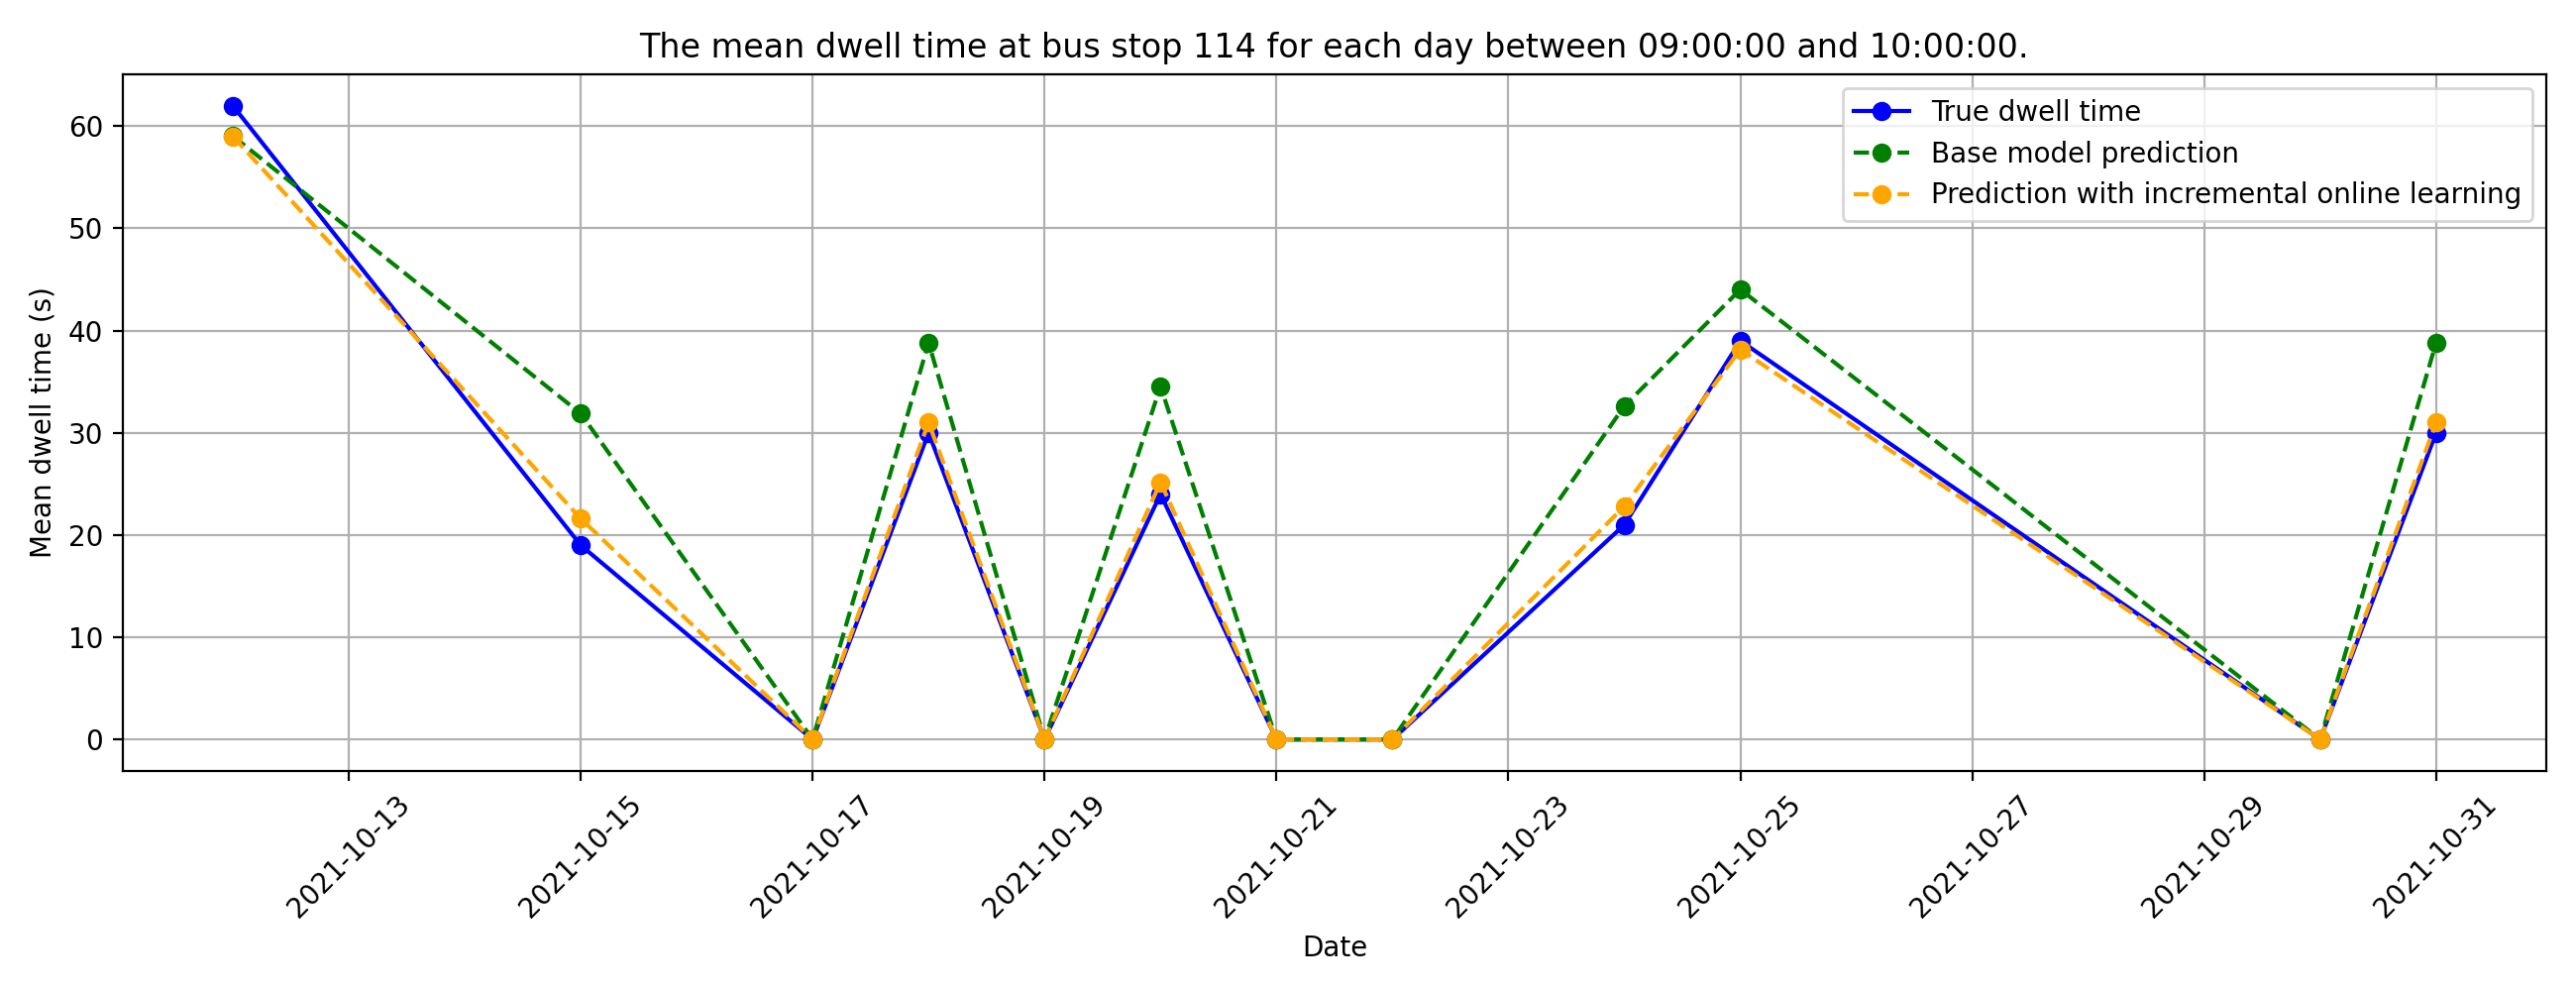 The mean dwell time at bus stop 114 for each day between 09:00:00 and 10:00:00.
True dwell time
Base model prediction
Prediction with incremental online learning
Mean dwell time (s)
60
50
40
30
20
10
0
2021-10-13
2021-10-15
2021-10-17
2021-10-19
2021-10-21
2021-10-23
2021-10-25
2021-10-27
2021-10-29
2021-10-31
Date